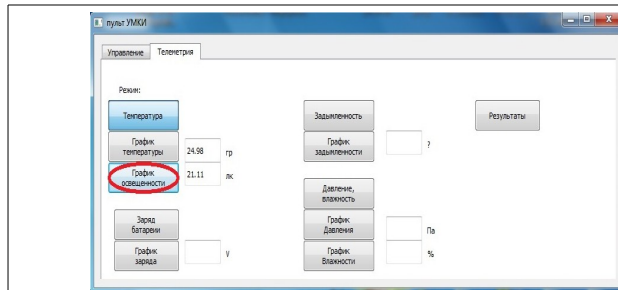 пульт УМКИ
Управление Телеметрия
Режим:
Температура
График
температуры
24.98 гр
График
освещенности
21.11 лк
Заряд
батареи
График
заряда
V
Задымленность
График
задымленности
?
Давление,
влажность
График
Давления
Па
График
Влажности
%
Результаты